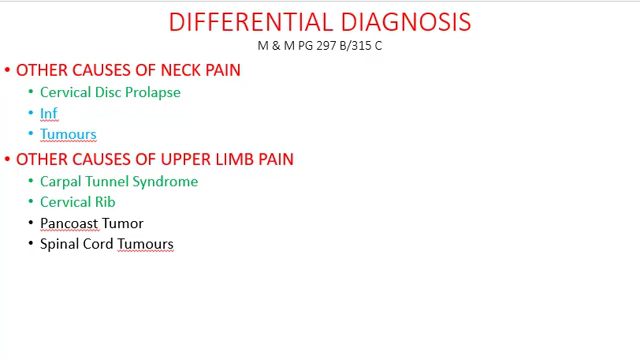 DIFFERENTIAL DIAGNOSIS
M & M PG 297 B/315 C
• OTHER CAUSES OF NECK PAIN
• Cervical Disc Prolapse
• Inf
• Tumours
• OTHER CAUSES OF UPPER LIMB PAIN
• Carpal Tunnel Syndrome
• Cervical Rib
• Pancoast Tumor
• Spinal Cord Tumours